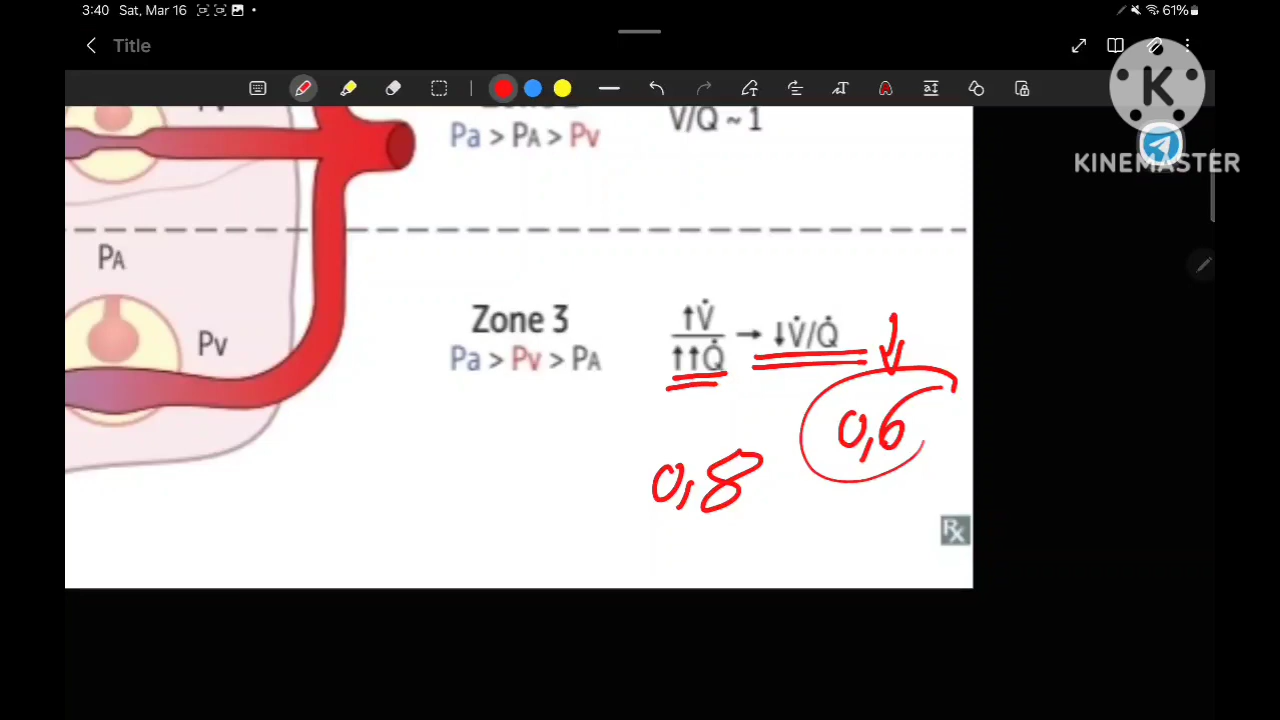 3:40 Sat, Mar 16
61%
Title
K
KINEMASTER
Pa > PA > Pv
V/Q ~ 1
PA
Pv
Zone 3
Pa > Pv > PA
↑V̇
↑↑Q̇
→ ↓V̇/Q̇
0,6
0,8
Rx